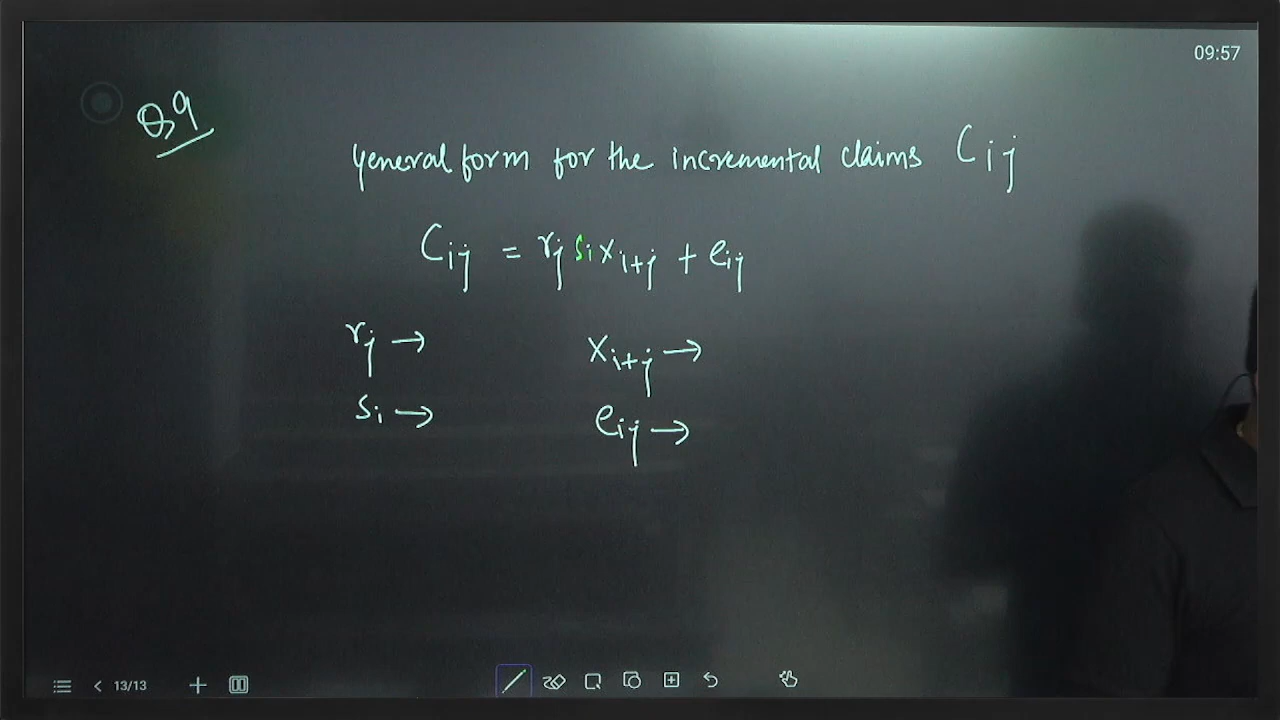 09:57
Q9
general form for the incremental claims Cij
Cij = rj si xi+j + eij
rj → xi+j →
si → eij →
13/13